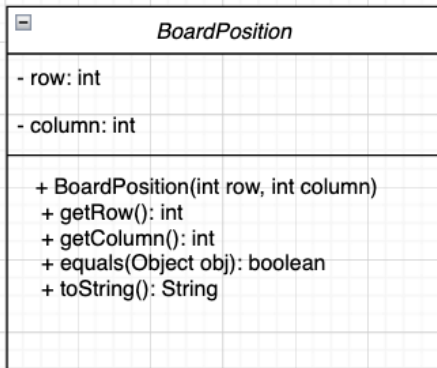 BoardPosition
- row: int
- column: int
+ BoardPosition(int row, int column)
+ getRow(): int
+ getColumn(): int
+ equals(Object obj): boolean
+ toString(): String